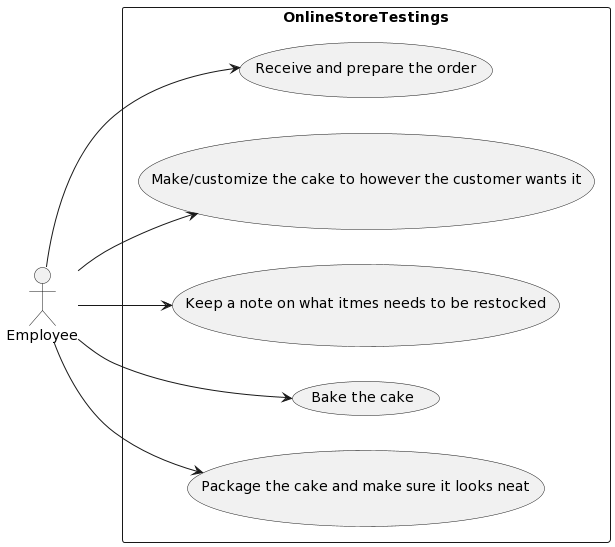 OnlineStoreTestings
Receive and prepare the order
Make/customize the cake to however the customer wants it
Keep a note on what itmes needs to be restocked
Employee
Bake the cake
Package the cake and make sure it looks neat